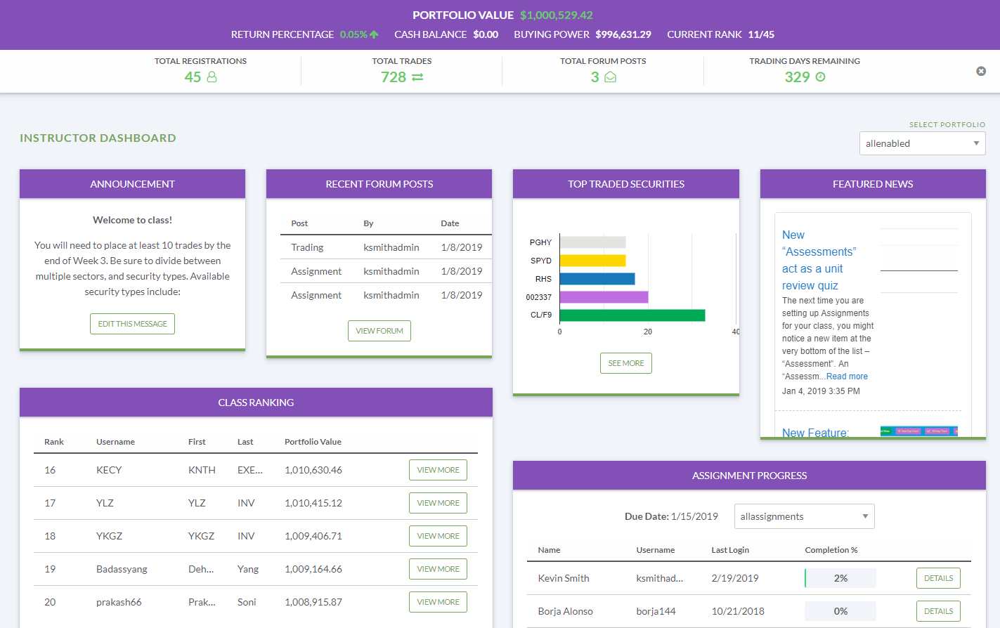 PORTFOLIO VALUE $1,000,529.42
RETURN PERCENTAGE 0.05% CASH BALANCE $0.00 BUYING POWER $996,631.29 CURRENT RANK 11/45
TOTAL REGISTRATIONS
45
TOTAL TRADES
728
TOTAL FORUM POSTS
3
TRADING DAYS REMAINING
329
INSTRUCTOR DASHBOARD
SELECT PORTFOLIO
allenabled
ANNOUNCEMENT
Welcome to class!
You will need to place at least 10 trades by the
end of Week 3. Be sure to divide between
multiple sectors, and security types. Available
security types include:
EDIT THIS MESSAGE
RECENT FORUM POSTS
Post By Date
Trading ksmithadmin 1/8/2019
Assignment ksmithadmin 1/8/2019
Assignment ksmithadmin 1/8/2019
VIEW FORUM
TOP TRADED SECURITIES
PGHY
SPYD
RHS
002337
CL/F9
0 20 40
SEE MORE
FEATURED NEWS
New
“Assessments”
act as a unit
review quiz
The next time you are
setting up Assignments
for your class, you might
notice a new item at the
very bottom of the list –
“Assessment”. An
“Assessm...Read more
Jan 4, 2019 3:35 PM
New Feature:
CLASS RANKING
Rank Username First Last Portfolio Value
16 KECY KNTH EXE... 1,010,630.46 VIEW MORE
17 YLZ YLZ INV 1,010,415.12 VIEW MORE
18 YKGZ YKGZ INV 1,009,406.71 VIEW MORE
19 Badassyang Deh... Yang 1,009,164.66 VIEW MORE
20 prakash66 Prak... Soni 1,008,915.87 VIEW MORE
ASSIGNMENT PROGRESS
Due Date: 1/15/2019 allassignments
Name Username Last Login Completion %
Kevin Smith ksmithad... 2/19/2019 2% DETAILS
Borja Alonso borja144 10/21/2018 0% DETAILS